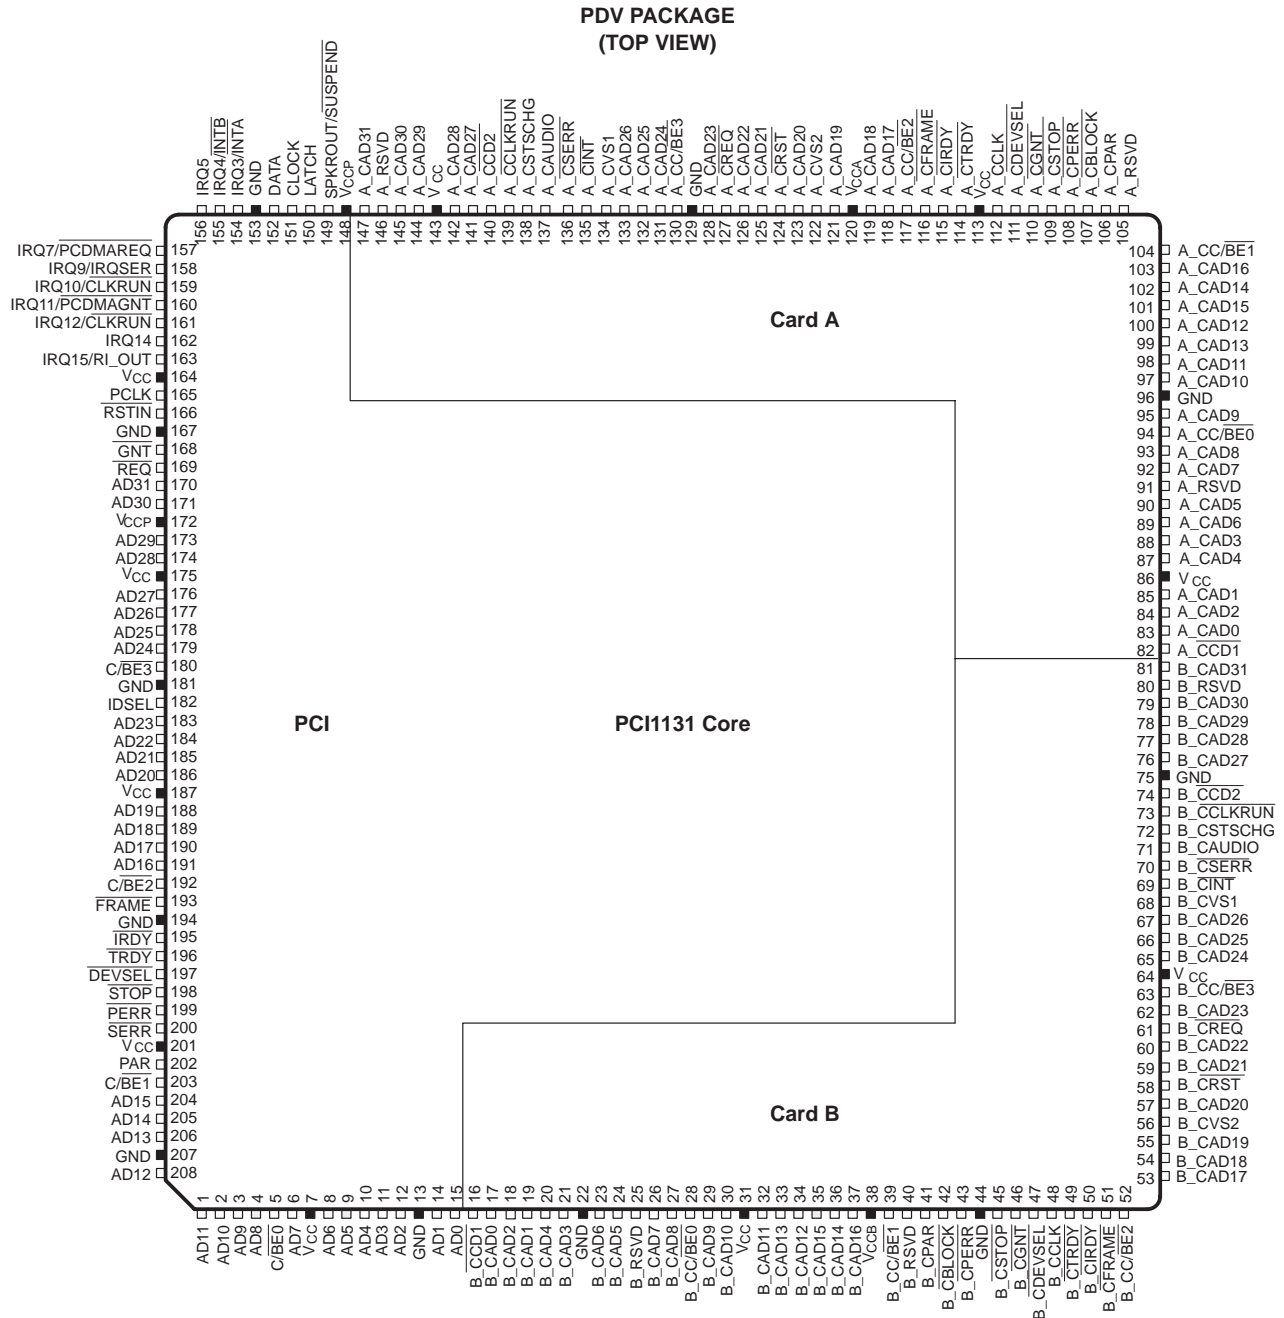 PDV PACKAGE
(TOP VIEW)
156 IRQ5
155 IRQ4/INTB
154 IRQ3/INTA
153 GND
152 DATA
151 CLOCK
150 LATCH
149 SPKROUT/SUSPEND
148 VCCP
147 A_CAD31
146 A_RSVD
145 A_CAD30
144 A_CAD29
143 VCC
142 A_CAD28
141 A_CAD27
140 A_CCD2
139 A_CCLKRUN
138 A_CSTSCHG
137 A_CAUDIO
136 A_CSERR
135 A_CINT
134 A_CVS1
133 A_CAD26
132 A_CAD25
131 A_CAD24
130 A_CC/BE3
129 GND
128 A_CAD23
127 A_CREQ
126 A_CAD22
125 A_CAD21
124 A_CRST
123 A_CAD20
122 A_CVS2
121 A_CAD19
120 VCCA
119 A_CAD18
118 A_CAD17
117 A_CC/BE2
116 A_CFRAME
115 A_CIRDY
114 A_CTRDY
113 VCC
112 A_CCLK
111 A_CDEVSEL
110 A_CGNT
109 A_CSTOP
108 A_CPERR
107 A_CBLOCK
106 A_CPAR
105 A_RSVD
IRQ7/PCDMAREQ 157
IRQ9/IRQSER 158
IRQ10/CLKRUN 159
IRQ11/PCDMAGNT 160
IRQ12/CLKRUN 161
IRQ14 162
IRQ15/RI_OUT 163
VCC 164
PCLK 165
RSTIN 166
GND 167
GNT 168
REQ 169
AD31 170
AD30 171
VCCP 172
AD29 173
AD28 174
VCC 175
AD27 176
AD26 177
AD25 178
AD24 179
C/BE3 180
GND 181
IDSEL 182
AD23 183
AD22 184
AD21 185
AD20 186
VCC 187
AD19 188
AD18 189
AD17 190
AD16 191
C/BE2 192
FRAME 193
GND 194
IRDY 195
TRDY 196
DEVSEL 197
STOP 198
PERR 199
SERR 200
VCC 201
PAR 202
C/BE1 203
AD15 204
AD14 205
AD13 206
GND 207
AD12 208
Card A
PCI
PCI1131 Core
Card B
104 A_CC/BE1
103 A_CAD16
102 A_CAD14
101 A_CAD15
100 A_CAD12
99 A_CAD13
98 A_CAD11
97 A_CAD10
96 GND
95 A_CAD9
94 A_CC/BE0
93 A_CAD8
92 A_CAD7
91 A_RSVD
90 A_CAD5
89 A_CAD6
88 A_CAD3
87 A_CAD4
86 VCC
85 A_CAD1
84 A_CAD2
83 A_CAD0
82 A_CCD1
81 B_CAD31
80 B_RSVD
79 B_CAD30
78 B_CAD29
77 B_CAD28
76 B_CAD27
75 GND
74 B_CCD2
73 B_CCLKRUN
72 B_CSTSCHG
71 B_CAUDIO
70 B_CSERR
69 B_CINT
68 B_CVS1
67 B_CAD26
66 B_CAD25
65 B_CAD24
64 VCC
63 B_CC/BE3
62 B_CAD23
61 B_CREQ
60 B_CAD22
59 B_CAD21
58 B_CRST
57 B_CAD20
56 B_CVS2
55 B_CAD19
54 B_CAD18
53 B_CAD17
1 AD11
2 AD10
3 AD9
4 AD8
5 C/BE0
6 AD7
7 VCC
8 AD6
9 AD5
10 AD4
11 AD3
12 AD2
13 GND
14 AD1
15 AD0
16 B_CCD1
17 B_CAD0
18 B_CAD2
19 B_CAD1
20 B_CAD4
21 B_CAD3
22 GND
23 B_CAD6
24 B_CAD5
25 B_RSVD
26 B_CAD7
27 B_CAD8
28 B_CC/BE0
29 B_CAD9
30 B_CAD10
31 VCC
32 B_CAD11
33 B_CAD13
34 B_CAD12
35 B_CAD15
36 B_CAD14
37 B_CAD16
38 VCCB
39 B_CC/BE1
40 B_RSVD
41 B_CPAR
42 B_CBLOCK
43 B_CPERR
44 GND
45 B_CSTOP
46 B_CGNT
47 B_CDEVSEL
48 B_CCLK
49 B_CTRDY
50 B_CIRDY
51 B_CFRAME
52 B_CC/BE2